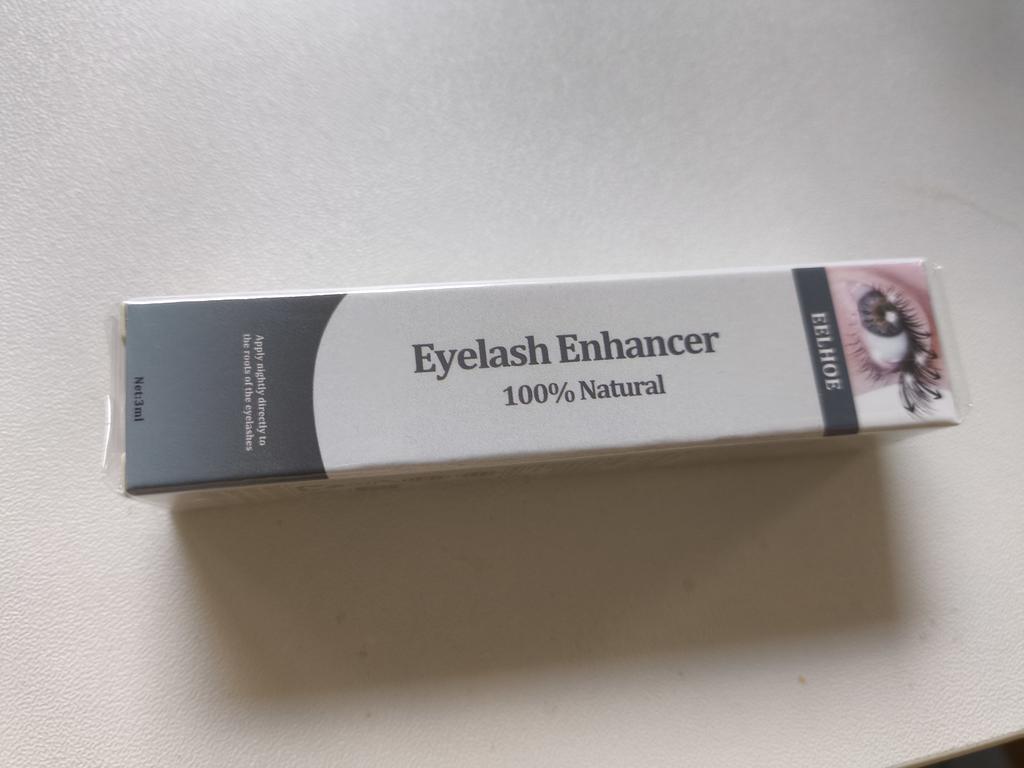 Eyelash Enhancer
100% Natural
EELHOE
Apply nightly directly to
the roots of the eyelashes
Net:3ml